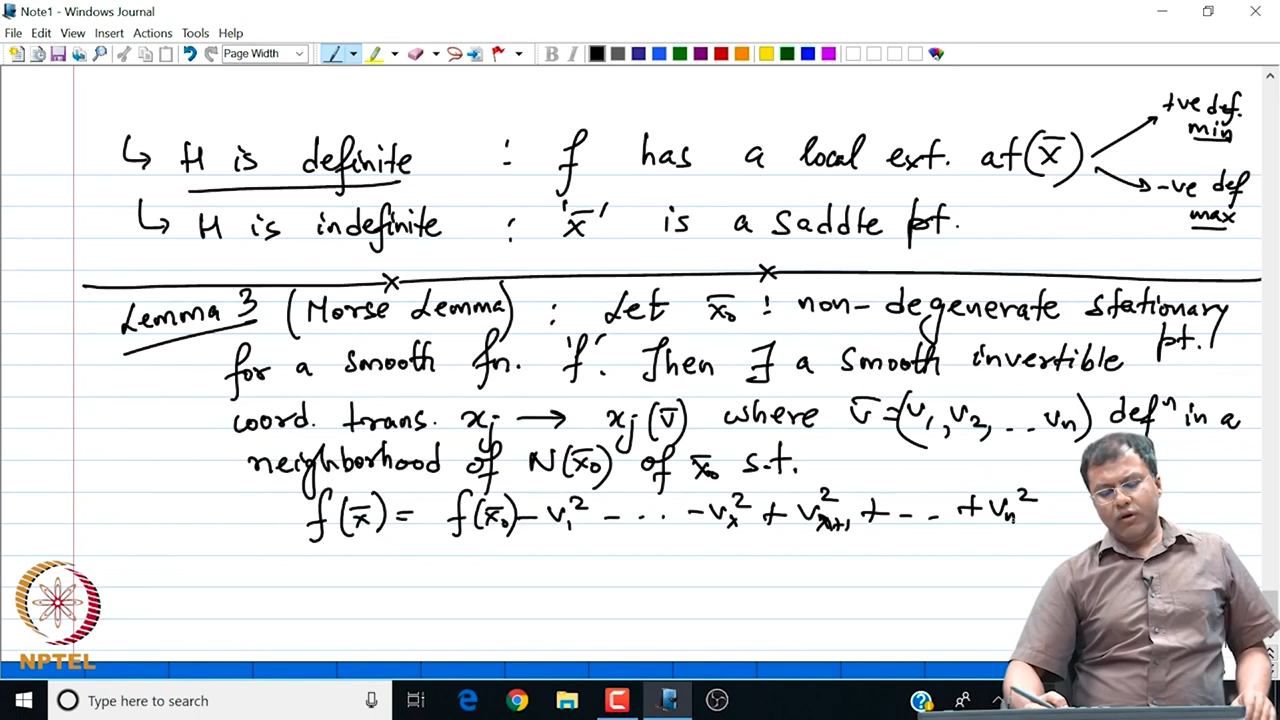 Note1 - Windows Journal
File Edit View Insert Actions Tools Help
Page Width
B I
↳ H is definite : f has a local ext. at (x̄)
+ve def.
min
-ve def
max
↳ H is indefinite : 'x̄' is a saddle pt.
Lemma 3 (Morse Lemma) : Let x̄₀ : non-degenerate stationary pt.
for a smooth fn. 'f'. Then ∃ a smooth invertible
coord. trans. xⱼ → xⱼ(v̄) where v̄ = (v₁, v₂, ... vₙ) defⁿ in a
neighborhood of N(x̄₀) of x̄₀ s.t.
f(x̄) = f(x̄₀) - v₁² - ... - v_λ² + v²_λ₊₁ + ... + vₙ²
NPTEL
Type here to search